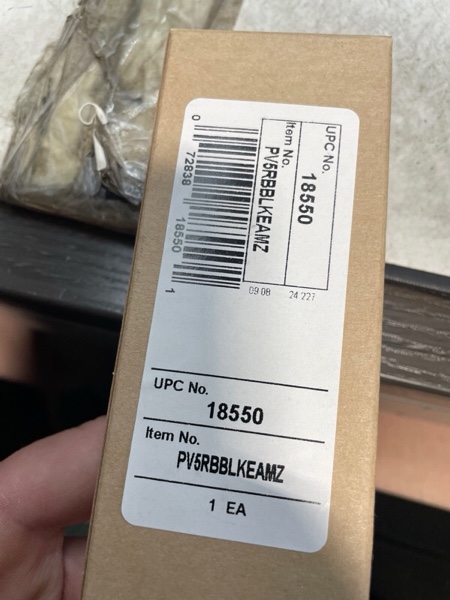 UPC No.
18550
Item No.
PV5RBBLKEAMZ
0 72838 18550 1
09:08 24 227
UPC No.
18550
Item No.
PV5RBBLKEAMZ
1 EA